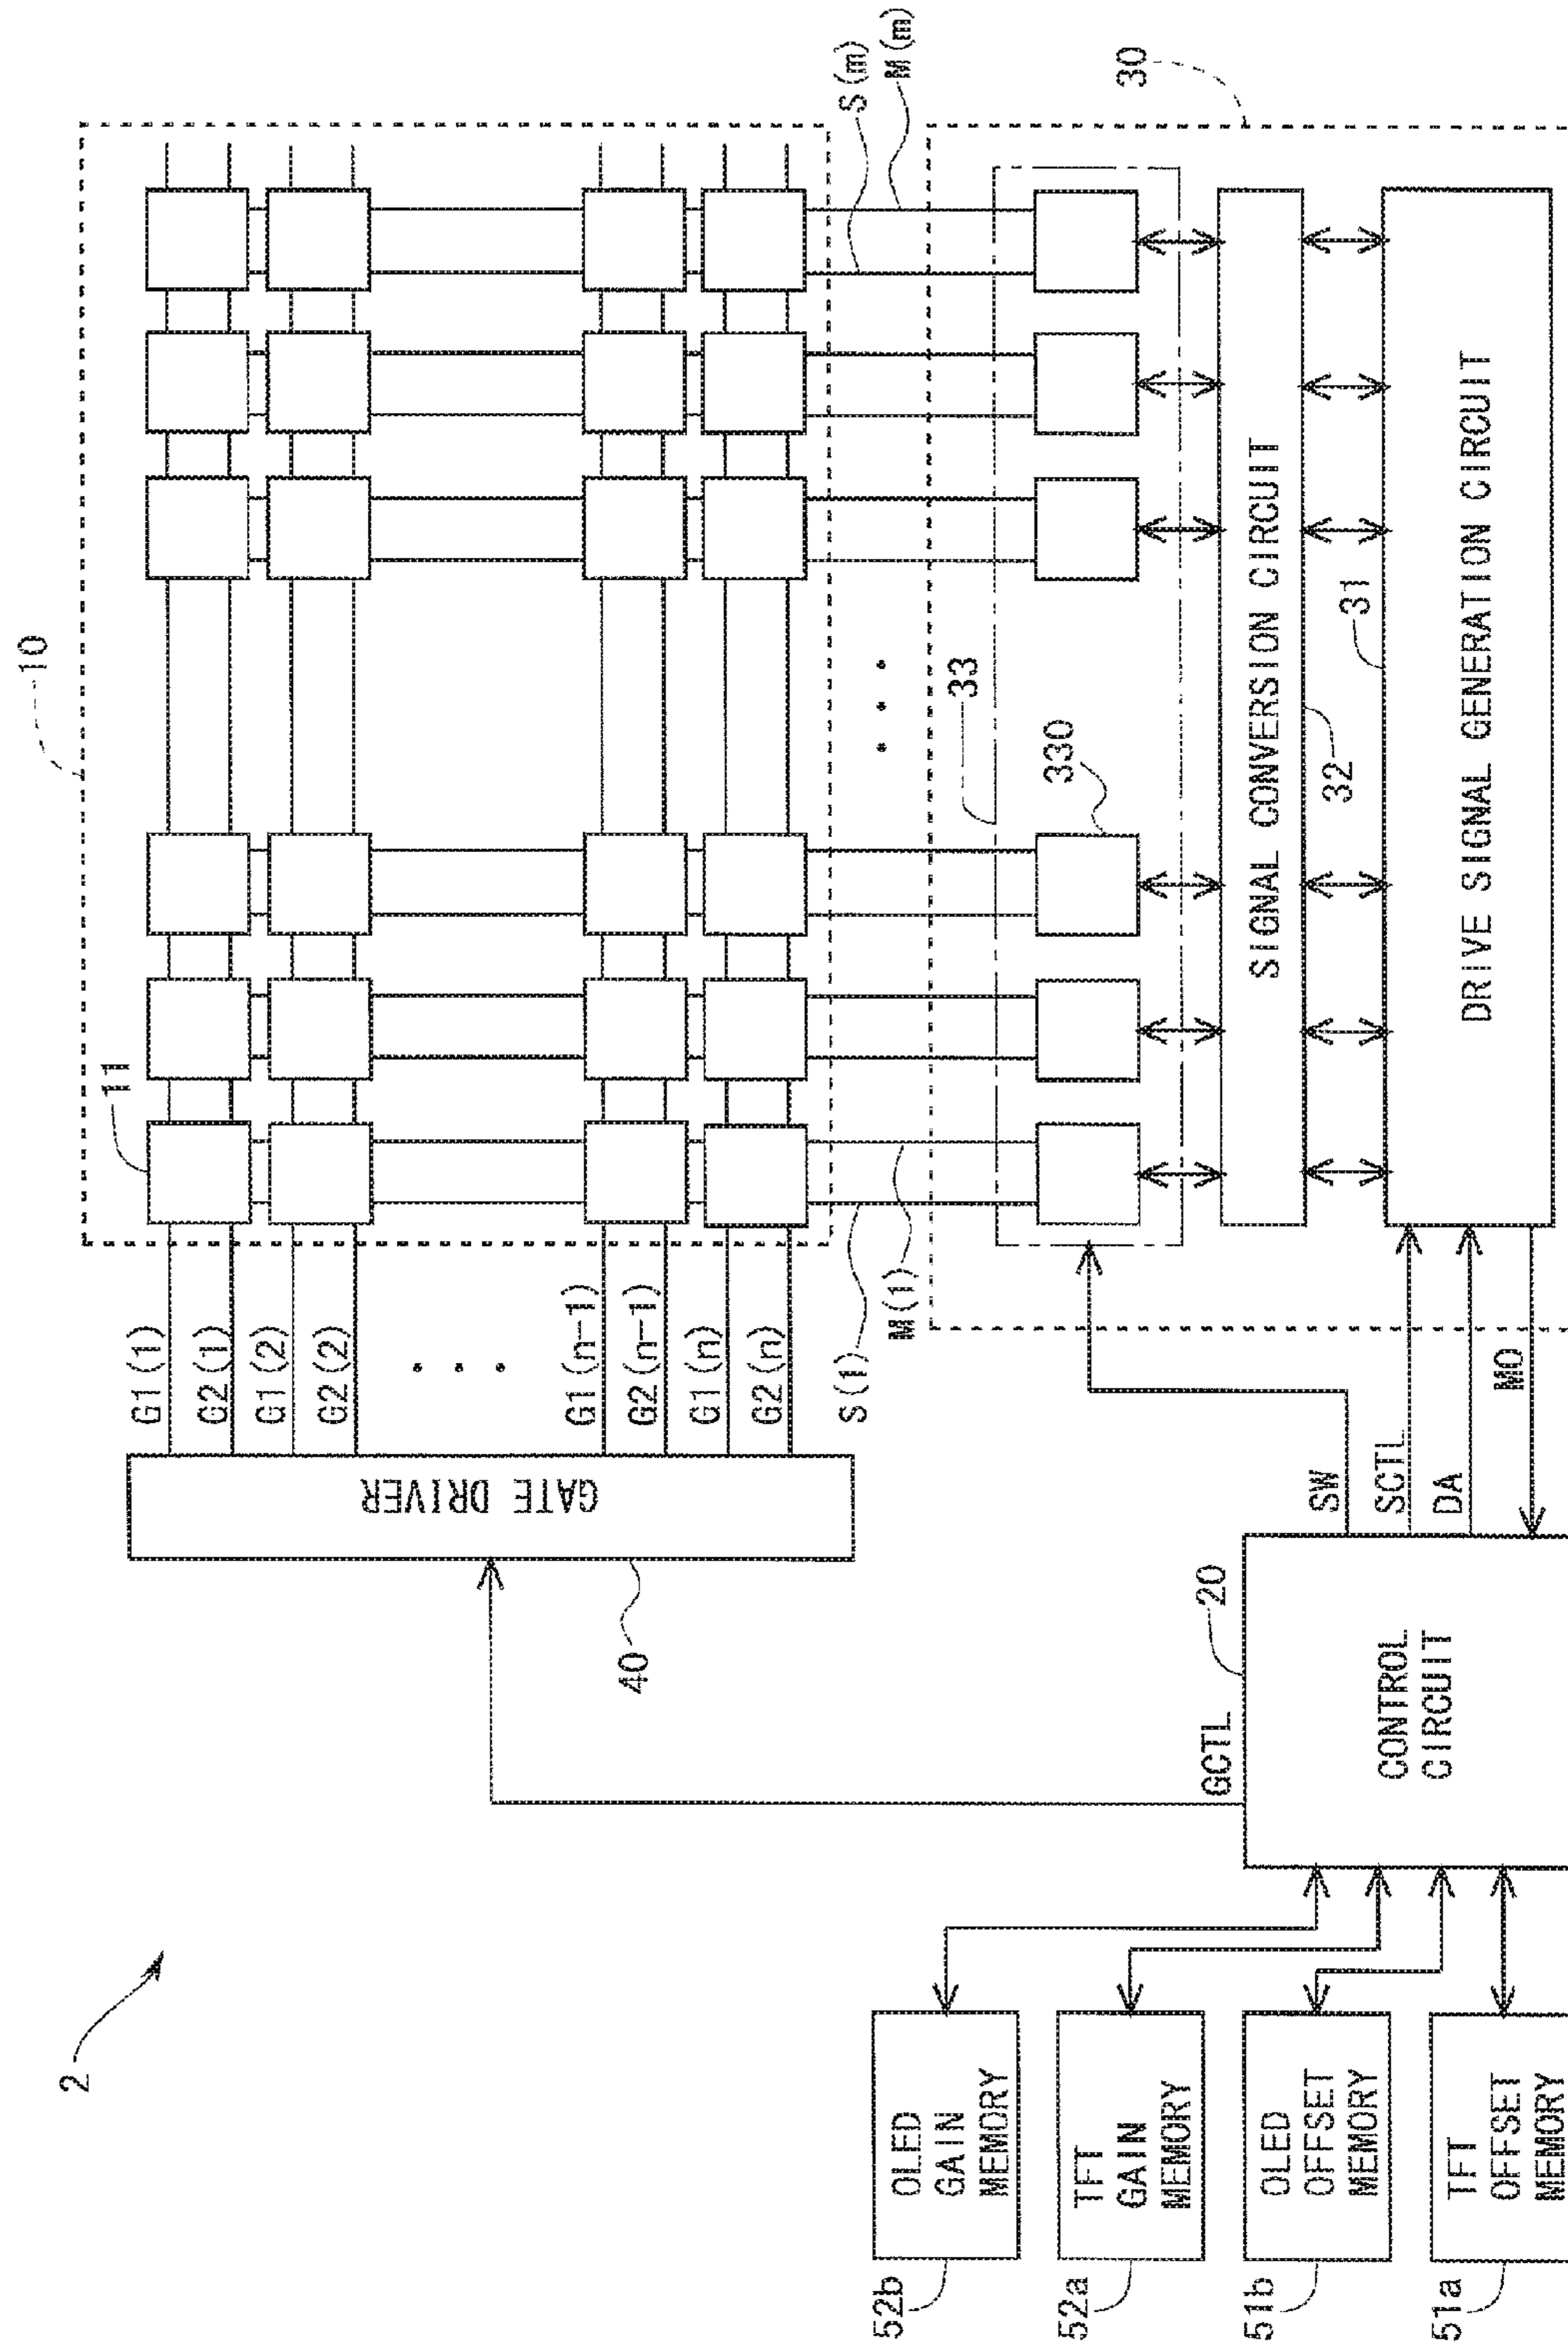 2
10
11
G1(1)
G2(1)
G1(2)
G2(2)
• • •
G1(n-1)
G2(n-1)
G1(n)
G2(n)
GATE DRIVER
40
S(1)
M(1)
• • •
S(m)
M(m)
30
33
330
SIGNAL CONVERSION CIRCUIT
32
31
DRIVE SIGNAL GENERATION CIRCUIT
SW
SCTL
DA
MO
GCTL
20
CONTROL
CIRCUIT
OLED
GAIN
MEMORY
52b
TFT
GAIN
MEMORY
52a
OLED
OFFSET
MEMORY
51b
TFT
OFFSET
MEMORY
51a